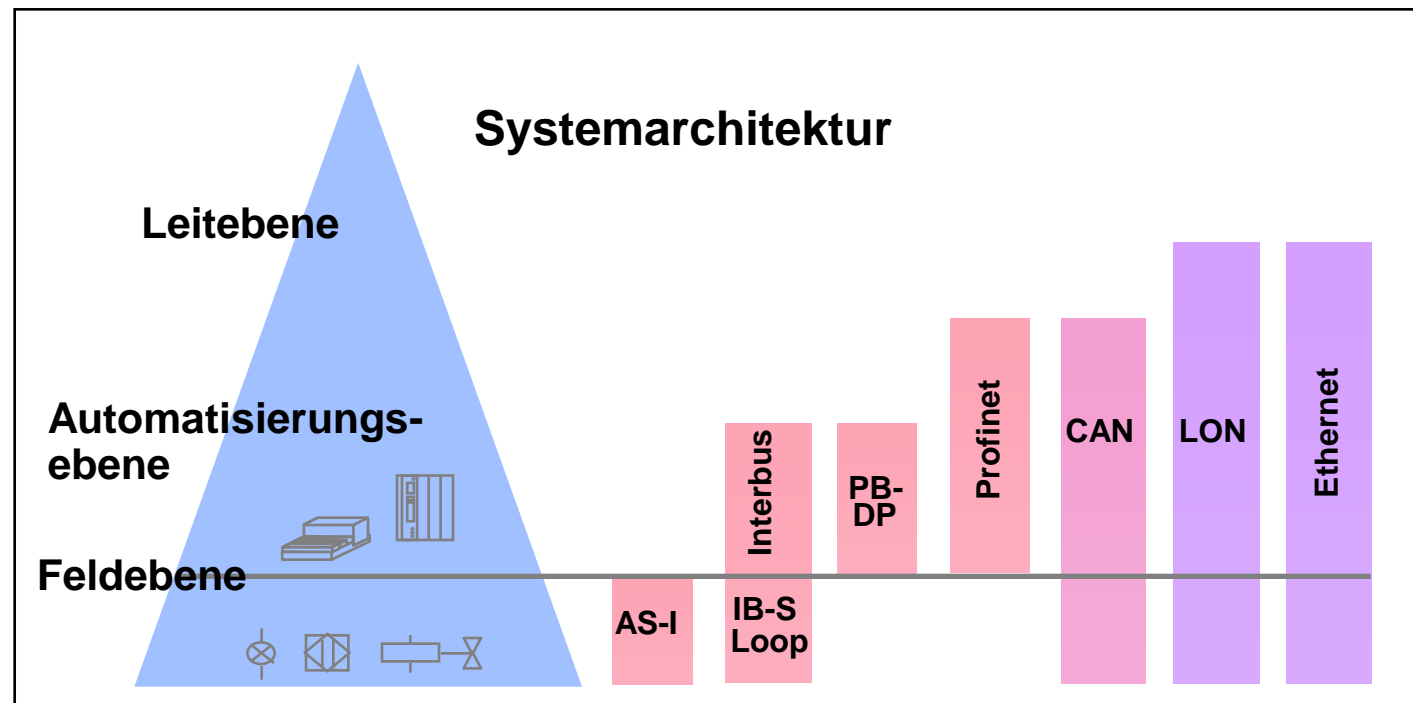 Systemarchitektur
Leitebene
Automatisierungs-
ebene
Feldebene
AS-I
Interbus
IB-S
Loop
PB-
DP
Profinet
CAN
LON
Ethernet